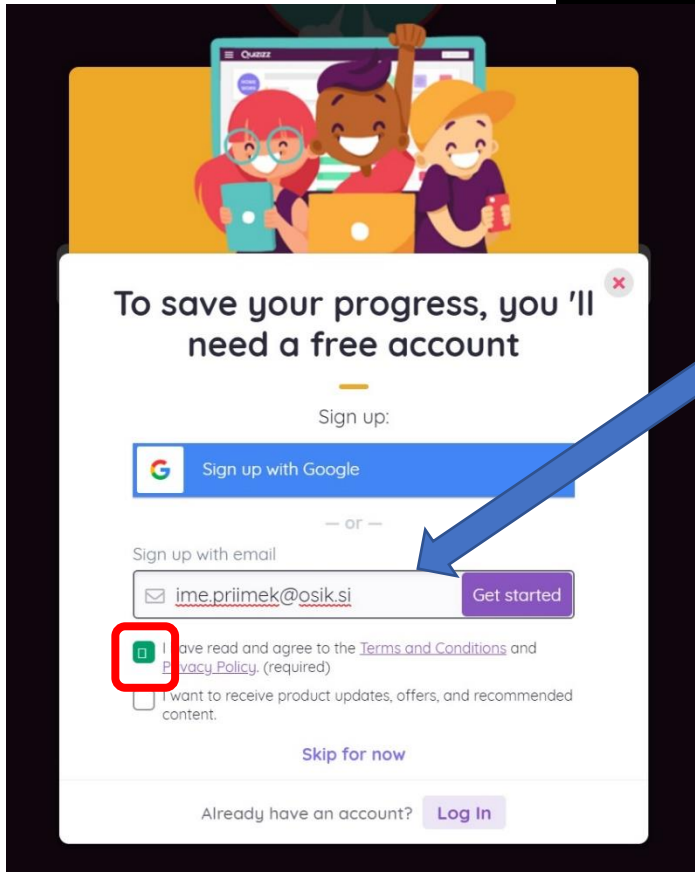 QUIZIZZ
To save your progress, you 'll
need a free account
Sign up:
Sign up with Google
— or —
Sign up with email
ime.priimek@osik.si
Get started
I have read and agree to the Terms and Conditions and
Privacy Policy. (required)
I want to receive product updates, offers, and recommended
content.
Skip for now
Already have an account? Log In